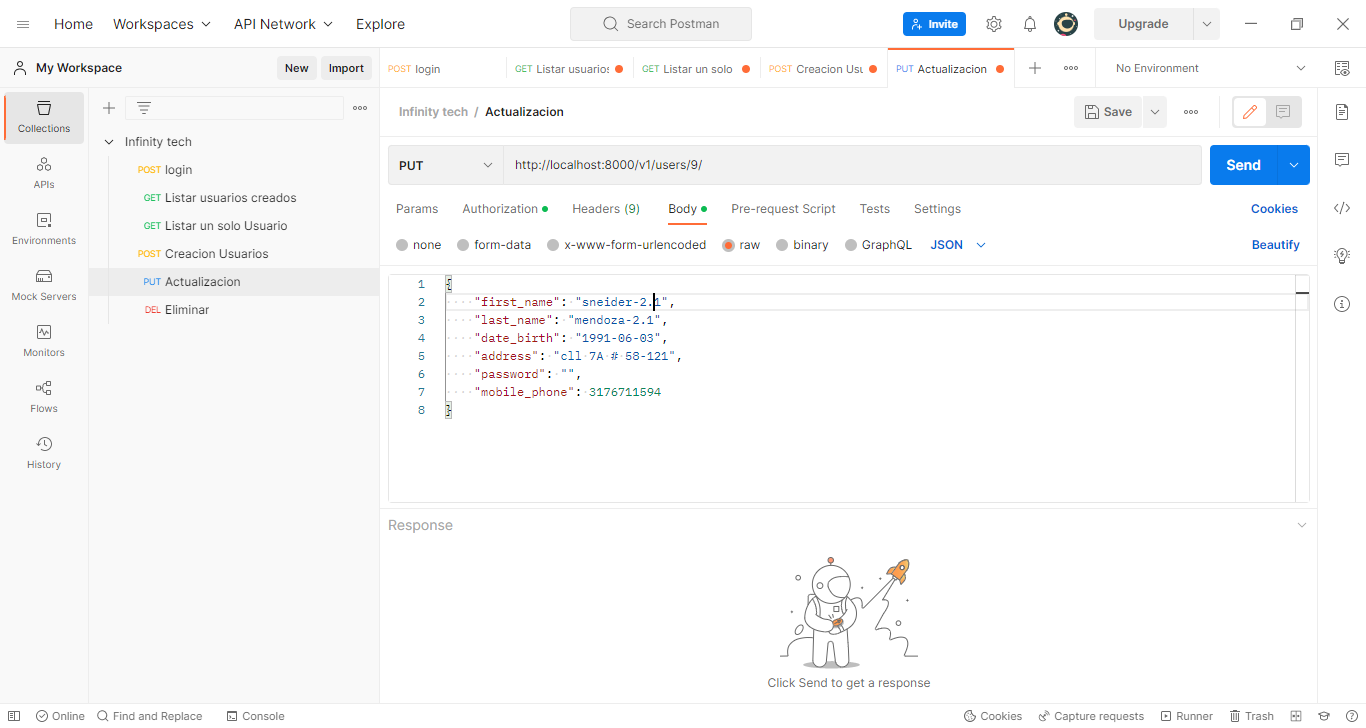 Home Workspaces API Network Explore Search Postman Invite Upgrade
My Workspace New Import POST login GET Listar usuarios GET Listar un solo POST Creacion Usu PUT Actualizacion No Environment
Collections
APIs
Environments
Mock Servers
Monitors
Flows
History
Infinity tech
POST login
GET Listar usuarios creados
GET Listar un solo Usuario
POST Creacion Usuarios
PUT Actualizacion
DEL Eliminar
Infinity tech / Actualizacion Save
PUT http://localhost:8000/v1/users/9/ Send
Params Authorization Headers (9) Body Pre-request Script Tests Settings Cookies
none form-data x-www-form-urlencoded raw binary GraphQL JSON Beautify
1 {
2 "first_name": "sneider-2.1",
3 "last_name": "mendoza-2.1",
4 "date_birth": "1991-06-03",
5 "address": "cll 7A # 58-121",
6 "password": "",
7 "mobile_phone": 3176711594
8 }
Response
Click Send to get a response
Online Find and Replace Console Cookies Capture requests Runner Trash